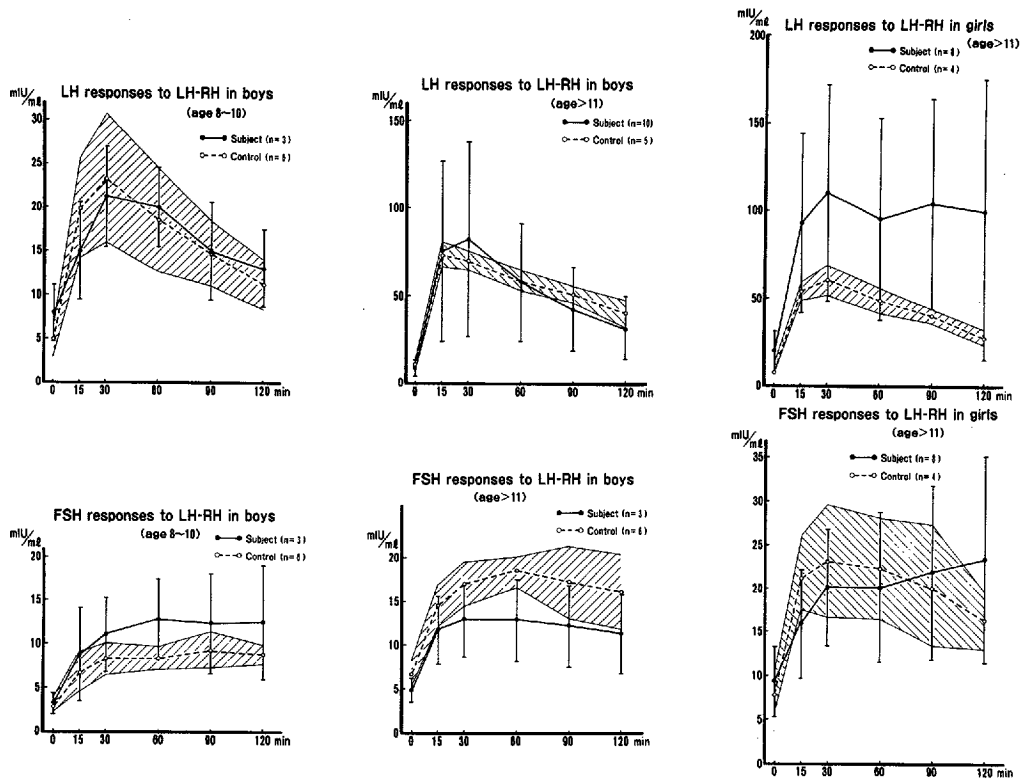 LH responses to LH-RH in boys
(age 8~10)
mIU/mℓ
Subject (n=3)
Control (n=6)
30
25
20
15
10
5
0
0 15 30 60 90 120 min
LH responses to LH-RH in boys
(age>11)
mIU/mℓ
Subject (n=10)
Control (n=5)
150
100
50
0
0 15 30 60 90 120 min
LH responses to LH-RH in girls
(age>11)
mIU/mℓ
Subject (n=8)
Control (n=4)
200
150
100
50
0
0 15 30 60 90 120 min
FSH responses to LH-RH in boys
(age 8~10)
mIU/mℓ
Subject (n=3)
Control (n=6)
20
15
10
5
0
0 15 30 60 90 120 min
FSH responses to LH-RH in boys
(age>11)
mIU/mℓ
Subject (n=3)
Control (n=6)
20
15
10
5
0
0 15 30 60 90 120 min
FSH responses to LH-RH in girls
(age>11)
mIU/mℓ
Subject (n=8)
Control (n=4)
35
30
25
20
15
10
5
0
0 15 30 60 90 120 min